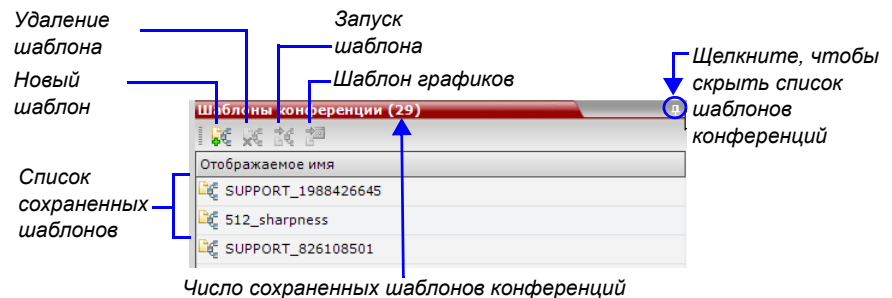 Удаление
шаблона
Новый
шаблон
Запуск
шаблона
Шаблон графиков
Щелкните, чтобы
скрыть список
шаблонов
конференций
Шаблоны конференции (29)
Отображаемое имя
Список
сохраненных
шаблонов
SUPPORT_1988426645
512_sharpness
SUPPORT_826108501
Число сохраненных шаблонов конференций